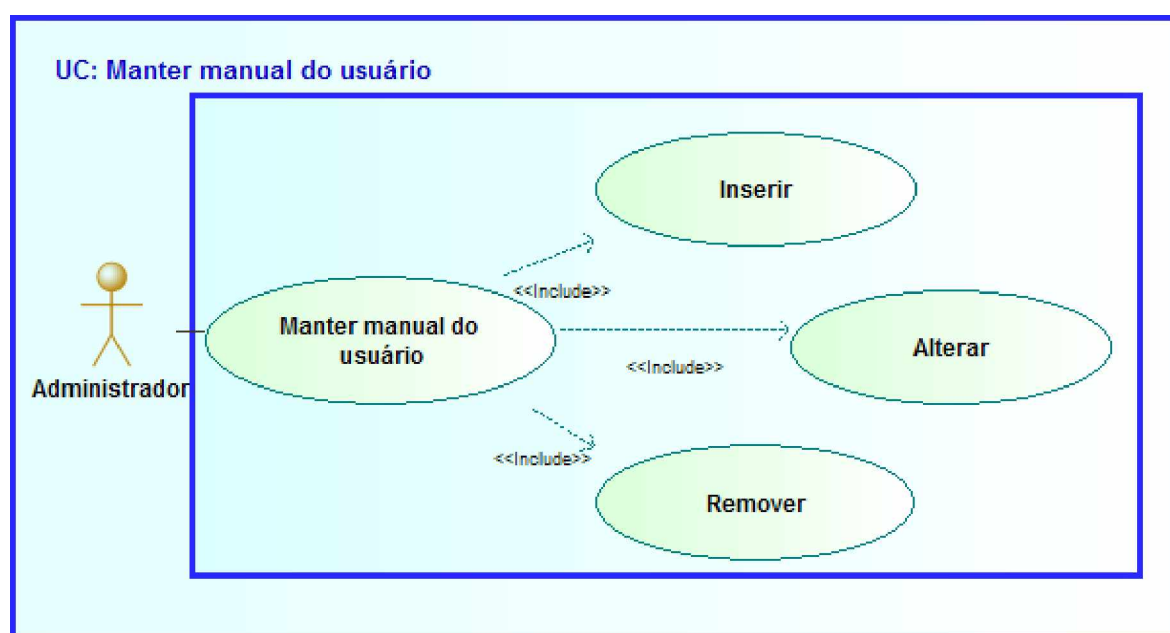 UC: Manter manual do usuário
Inserir
<<Include>>
Manter manual do
usuário
Alterar
<<Include>>
Administrador
<<Include>>
Remover